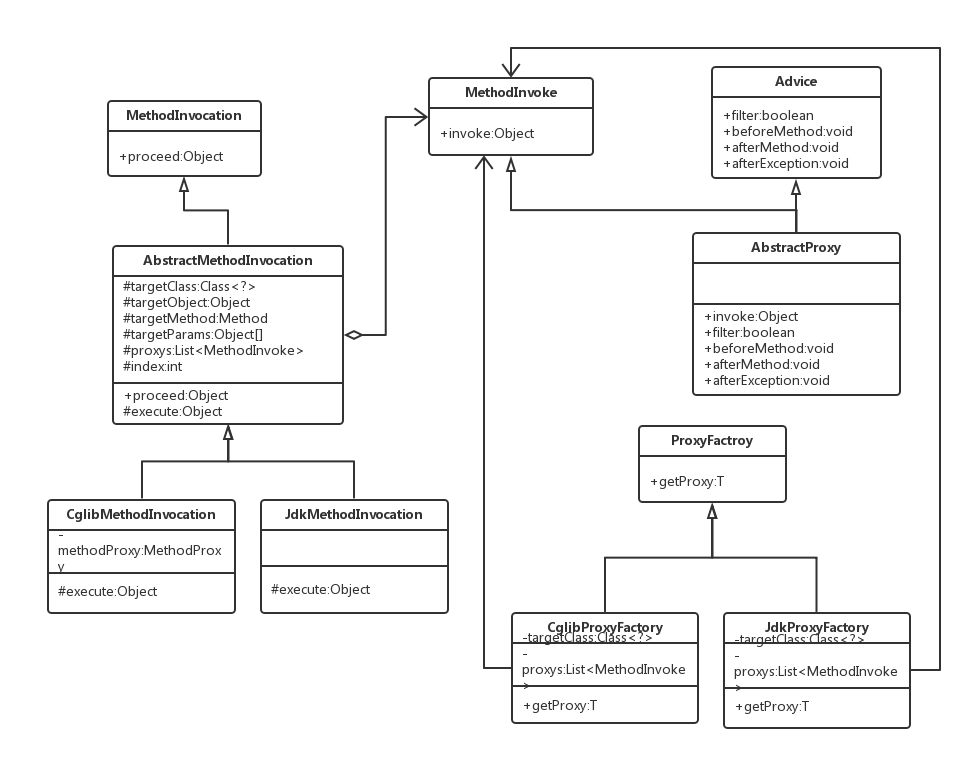 MethodInvocation
+proceed:Object
MethodInvoke
+invoke:Object
Advice
+filter:boolean
+beforeMethod:void
+afterMethod:void
+afterException:void
AbstractMethodInvocation
#targetClass:Class<?>
#targetObject:Object
#targetMethod:Method
#targetParams:Object[]
#proxys:List<MethodInvoke>
#index:int
+proceed:Object
#execute:Object
AbstractProxy
+invoke:Object
+filter:boolean
+beforeMethod:void
+afterMethod:void
+afterException:void
ProxyFactroy
+getProxy:T
CglibMethodInvocation
-
methodProxy:MethodProx
y
#execute:Object
JdkMethodInvocation
#execute:Object
CglibProxyFactory
-targetClass:Class<?>
-
proxys:List<MethodInvoke
>
+getProxy:T
JdkProxyFactory
-targetClass:Class<?>
-
proxys:List<MethodInvoke
>
+getProxy:T